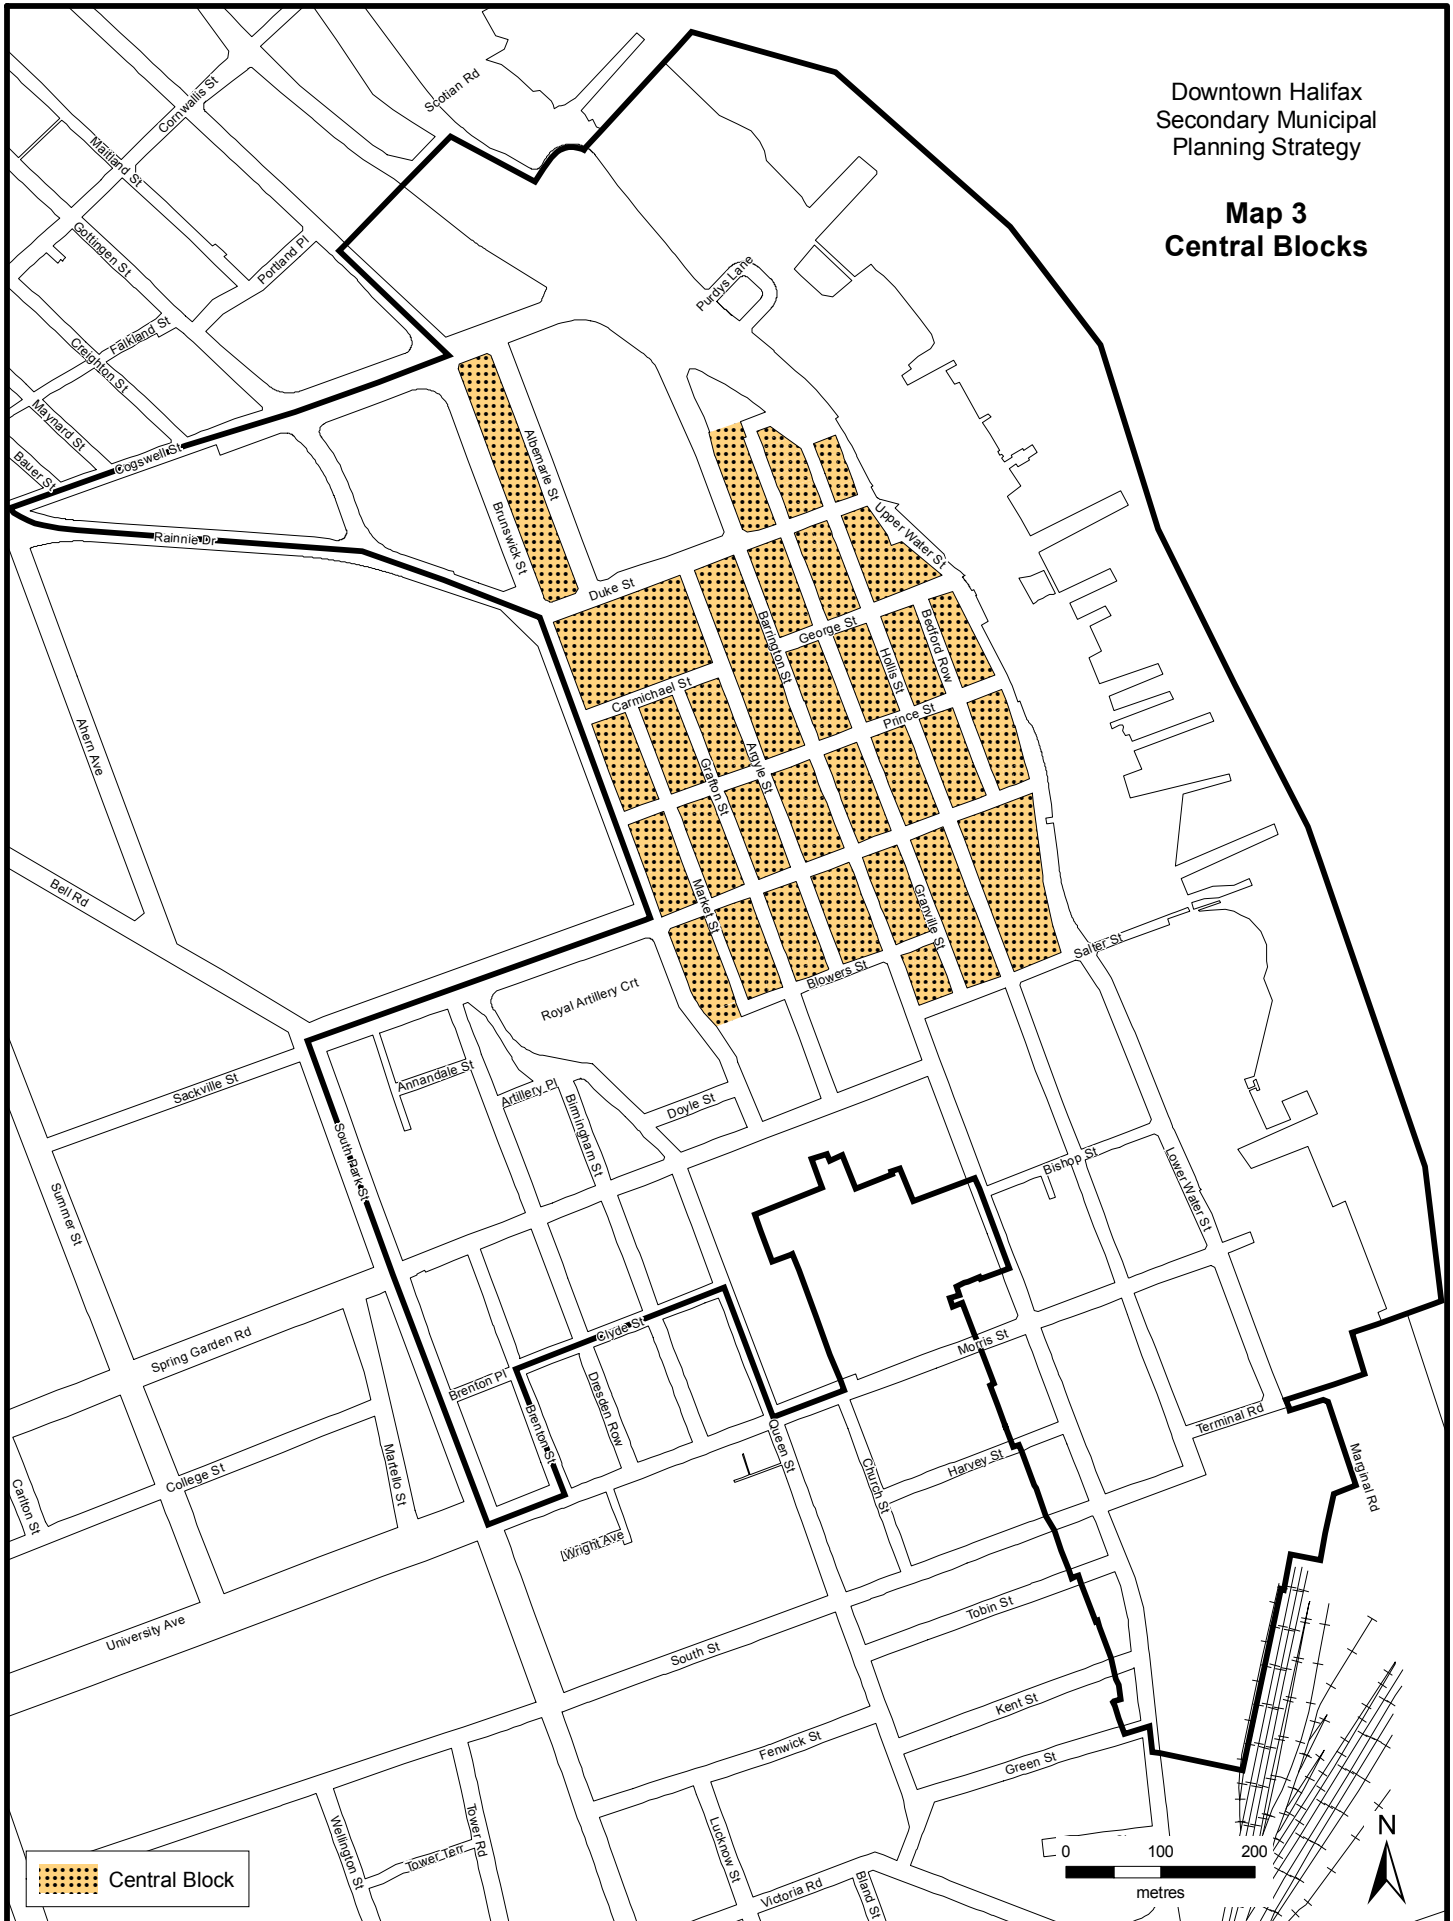 Downtown Halifax
Secondary Municipal
Planning Strategy
Map 3
Central Blocks
Scotian Rd
Cornwallis St
Maitland St
Gottingen St
Portland Pl
Purdys Lane
Falkland St
Creighton St
Maynard St
Bauer St
Cogswell St
Albemarle St
Brunswick St
Upper Water St
Rainnie Dr
Duke St
Barrington St
George St
Bedford Row
Hollis St
Carmichael St
Prince St
Ahern Ave
Argyle St
Grafton St
Bell Rd
Market St
Granville St
Salter St
Blowers St
Royal Artillery Crt
Annandale St
Sackville St
Artillery Pl
Birmingham St
Doyle St
South Park St
Bishop St
Lower Water St
Summer St
Clyde St
Spring Garden Rd
Morris St
Brenton Pl
Dresden Row
Brenton St
Queen St
Terminal Rd
Martello St
College St
Church St
Harvey St
Marginal Rd
Carlton St
Wright Ave
Tobin St
University Ave
South St
Kent St
Fenwick St
Green St
Wellington St
Tower Rd
Tower Terr
Lucknow St
Victoria Rd
Bland St
Central Block
0 100 200
metres
N